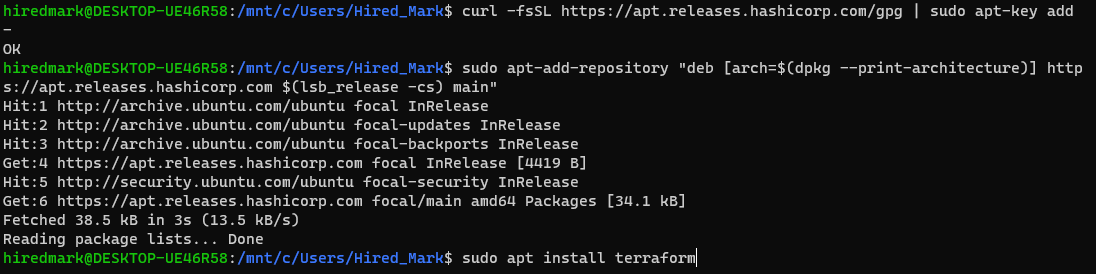 hiredmark@DESKTOP-UE46R58:/mnt/c/Users/Hired_Mark$ curl -fsSL https://apt.releases.hashicorp.com/gpg | sudo apt-key add
-
OK
hiredmark@DESKTOP-UE46R58:/mnt/c/Users/Hired_Mark$ sudo apt-add-repository "deb [arch=$(dpkg --print-architecture)] http
s://apt.releases.hashicorp.com $(lsb_release -cs) main"
Hit:1 http://archive.ubuntu.com/ubuntu focal InRelease
Hit:2 http://archive.ubuntu.com/ubuntu focal-updates InRelease
Hit:3 http://archive.ubuntu.com/ubuntu focal-backports InRelease
Get:4 https://apt.releases.hashicorp.com focal InRelease [4419 B]
Hit:5 http://security.ubuntu.com/ubuntu focal-security InRelease
Get:6 https://apt.releases.hashicorp.com focal/main amd64 Packages [34.1 kB]
Fetched 38.5 kB in 3s (13.5 kB/s)
Reading package lists... Done
hiredmark@DESKTOP-UE46R58:/mnt/c/Users/Hired_Mark$ sudo apt install terraform